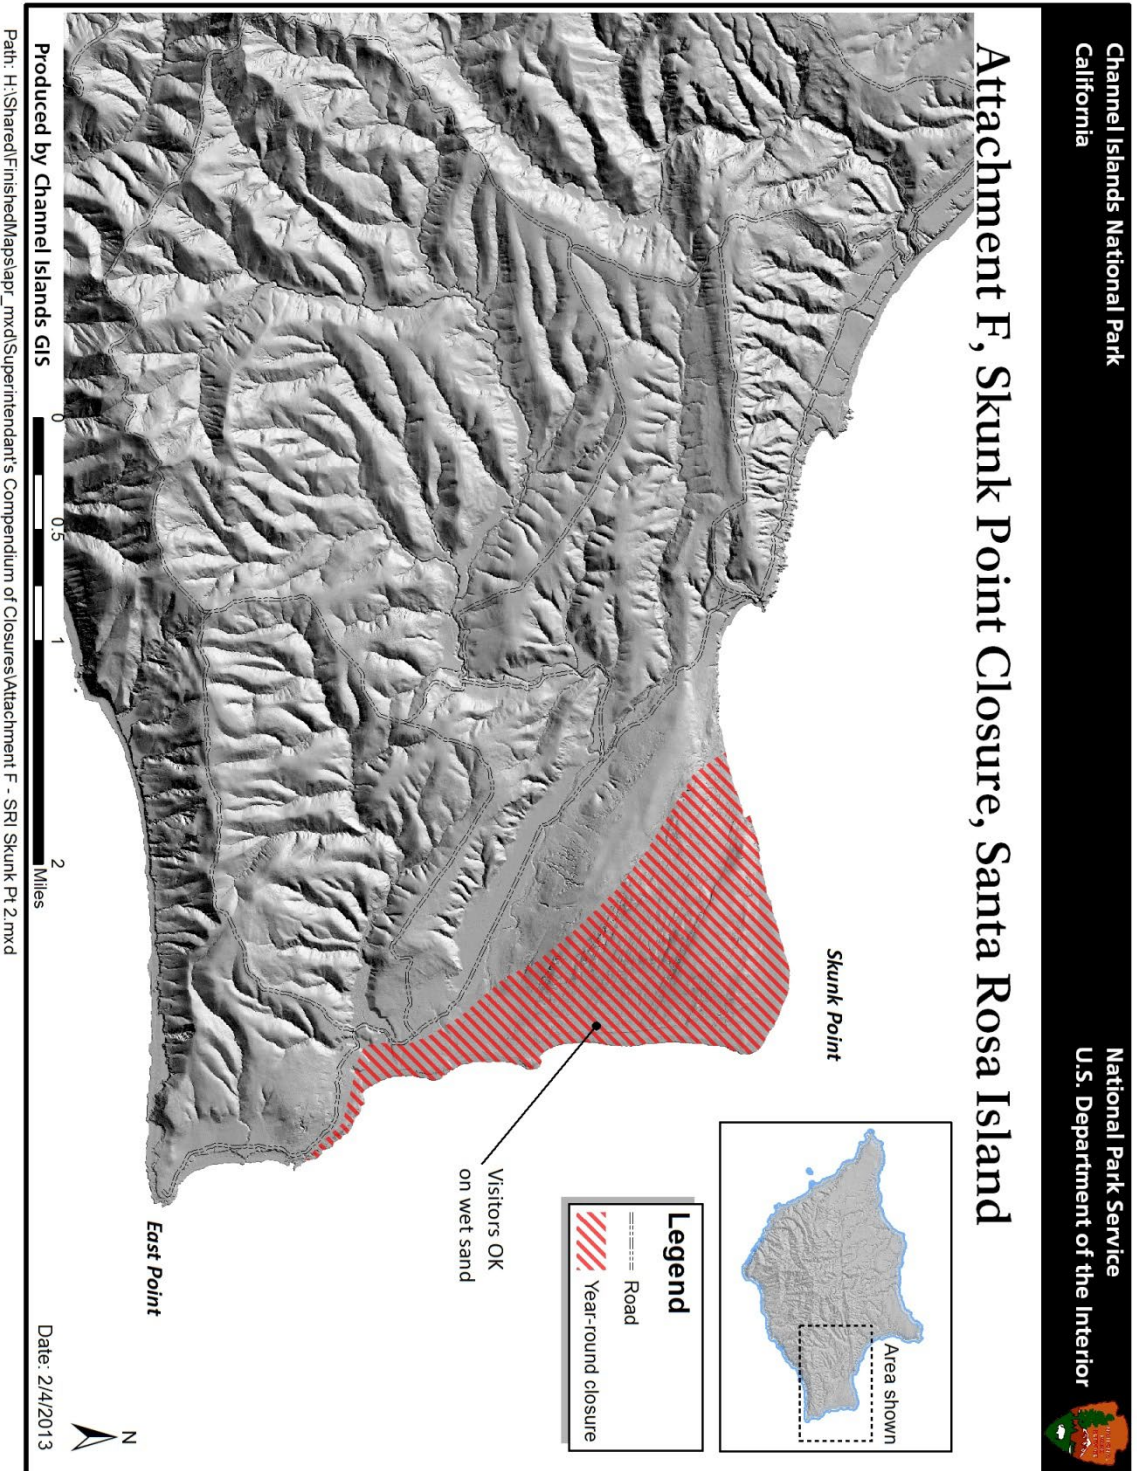 Channel Islands National Park
California
National Park Service
U.S. Department of the Interior
Attachment F, Skunk Point Closure, Santa Rosa Island
Area shown
Skunk Point
Legend
Road
Year-round closure
Visitors OK
on wet sand
East Point
N
Produced by Channel Islands GIS
0 0.5 1 2
Miles
Date: 2/4/2013
Path: H:\Shared\FinishedMaps\apr_mxd\Superintendant's Compendium of Closures\Attachment F - SRI Skunk Pt 2.mxd